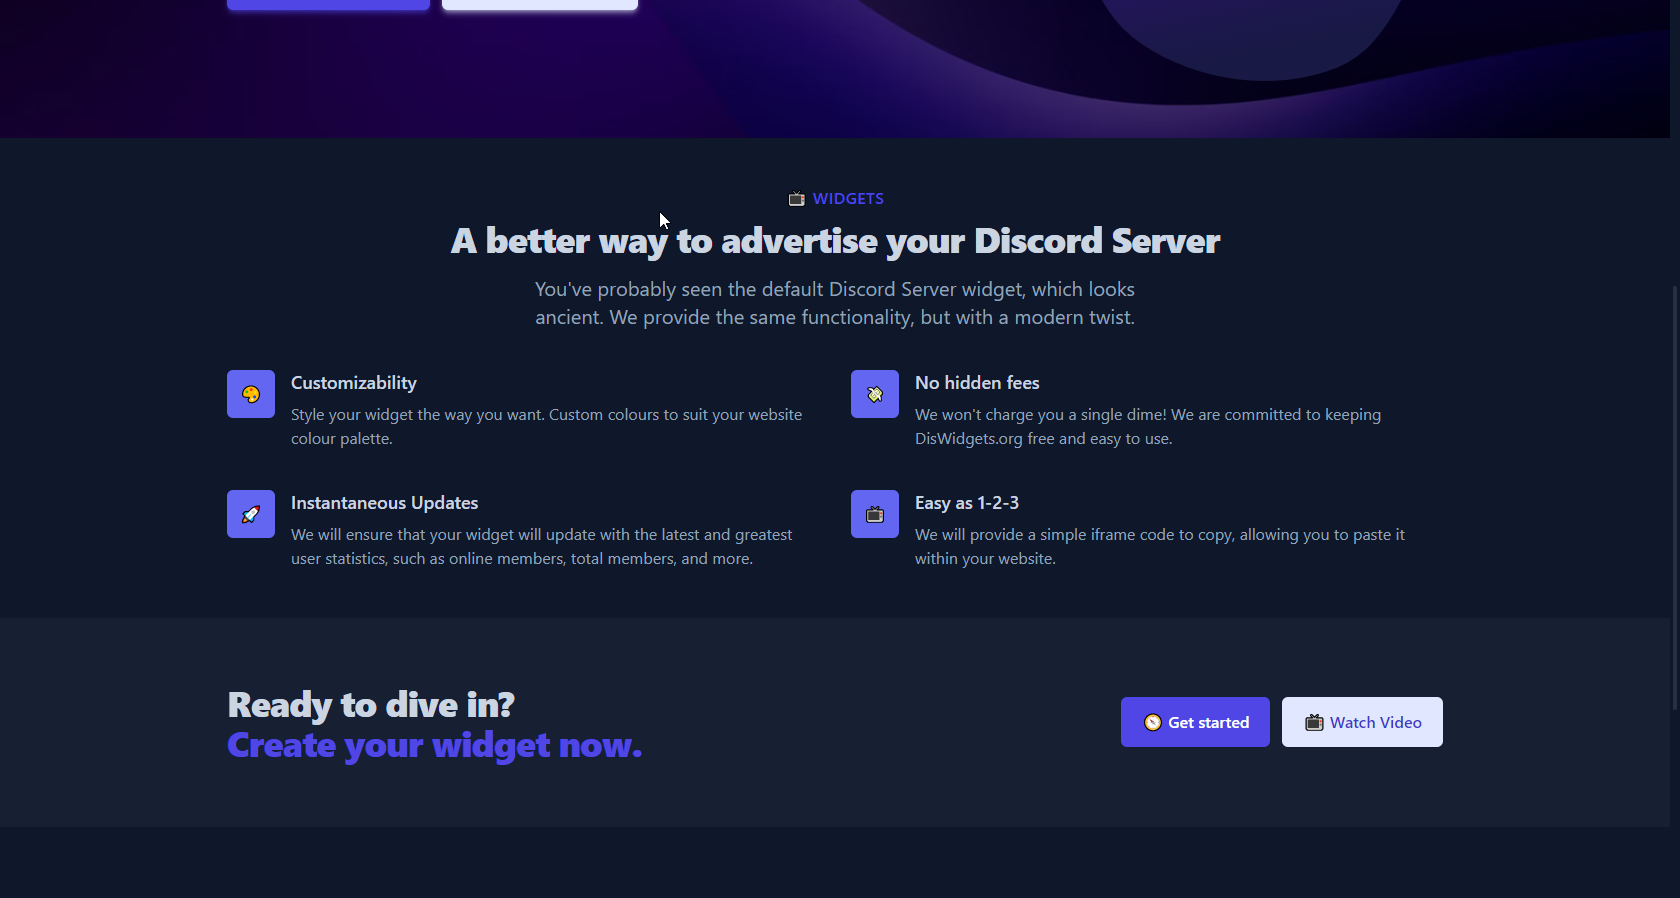 WIDGETS
A better way to advertise your Discord Server
You've probably seen the default Discord Server widget, which looks
ancient. We provide the same functionality, but with a modern twist.
Customizability
Style your widget the way you want. Custom colours to suit your website
colour palette.
No hidden fees
We won't charge you a single dime! We are committed to keeping
DisWidgets.org free and easy to use.
Instantaneous Updates
We will ensure that your widget will update with the latest and greatest
user statistics, such as online members, total members, and more.
Easy as 1-2-3
We will provide a simple iframe code to copy, allowing you to paste it
within your website.
Ready to dive in?
Create your widget now.
Get started
Watch Video